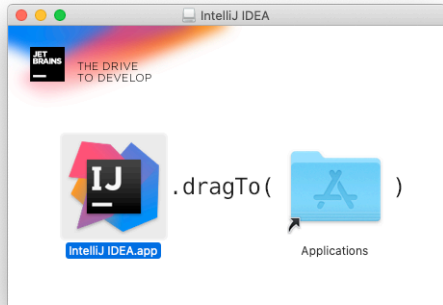 IntelliJ IDEA
JET
BRAINS
THE DRIVE
TO DEVELOP
IJ
.dragTo( )
IntelliJ IDEA.app
Applications